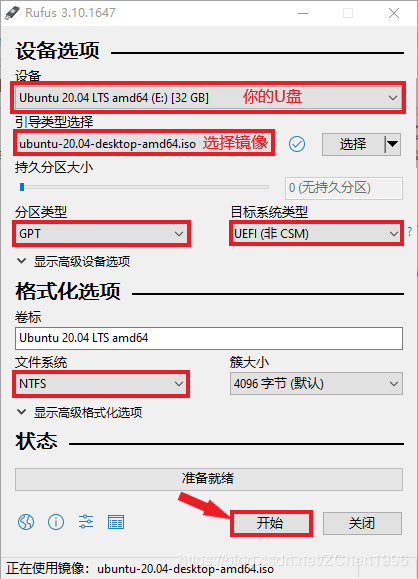 Rufus 3.10.1647
设备选项
设备
Ubuntu 20.04 LTS amd64 (E:) [32 GB] 你的U盘
引导类型选择
ubuntu-20.04-desktop-amd64.iso 选择镜像 选择
持久分区大小
0 (无持久分区)
分区类型 目标系统类型
GPT UEFI (非 CSM) ?
显示高级设备选项
格式化选项
卷标
Ubuntu 20.04 LTS amd64
文件系统 簇大小
NTFS 4096 字节 (默认)
显示高级格式化选项
状态
准备就绪
开始 关闭
https://blog.csdn.net/ZChen1996
正在使用镜像：ubuntu-20.04-desktop-amd64.iso